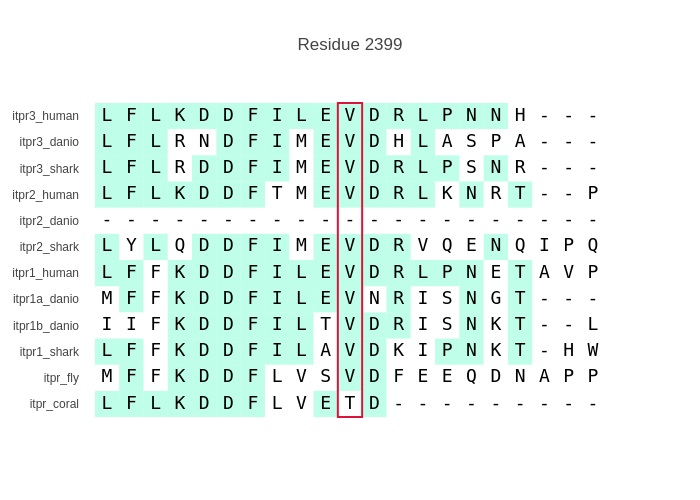 Residue 2399
itpr3_human L F L K D D F I L E V D R L P N N H - - -
itpr3_danio L F L R N D F I M E V D H L A S P A - - -
itpr3_shark L F L R D D F I M E V D R L P S N R - - -
itpr2_human L F L K D D F T M E V D R L K N R T - - P
itpr2_danio - - - - - - - - - - - - - - - - - - - - -
itpr2_shark L Y L Q D D F I M E V D R V Q E N Q I P Q
itpr1_human L F F K D D F I L E V D R L P N E T A V P
itpr1a_danio M F F K D D F I L E V N R I S N G T - - -
itpr1b_danio I I F K D D F I L T V D R I S N K T - - L
itpr1_shark L F F K D D F I L A V D K I P N K T - H W
itpr_fly M F F K D D F L V S V D F E E Q D N A P P
itpr_coral L F L K D D F L V E T D - - - - - - - - -